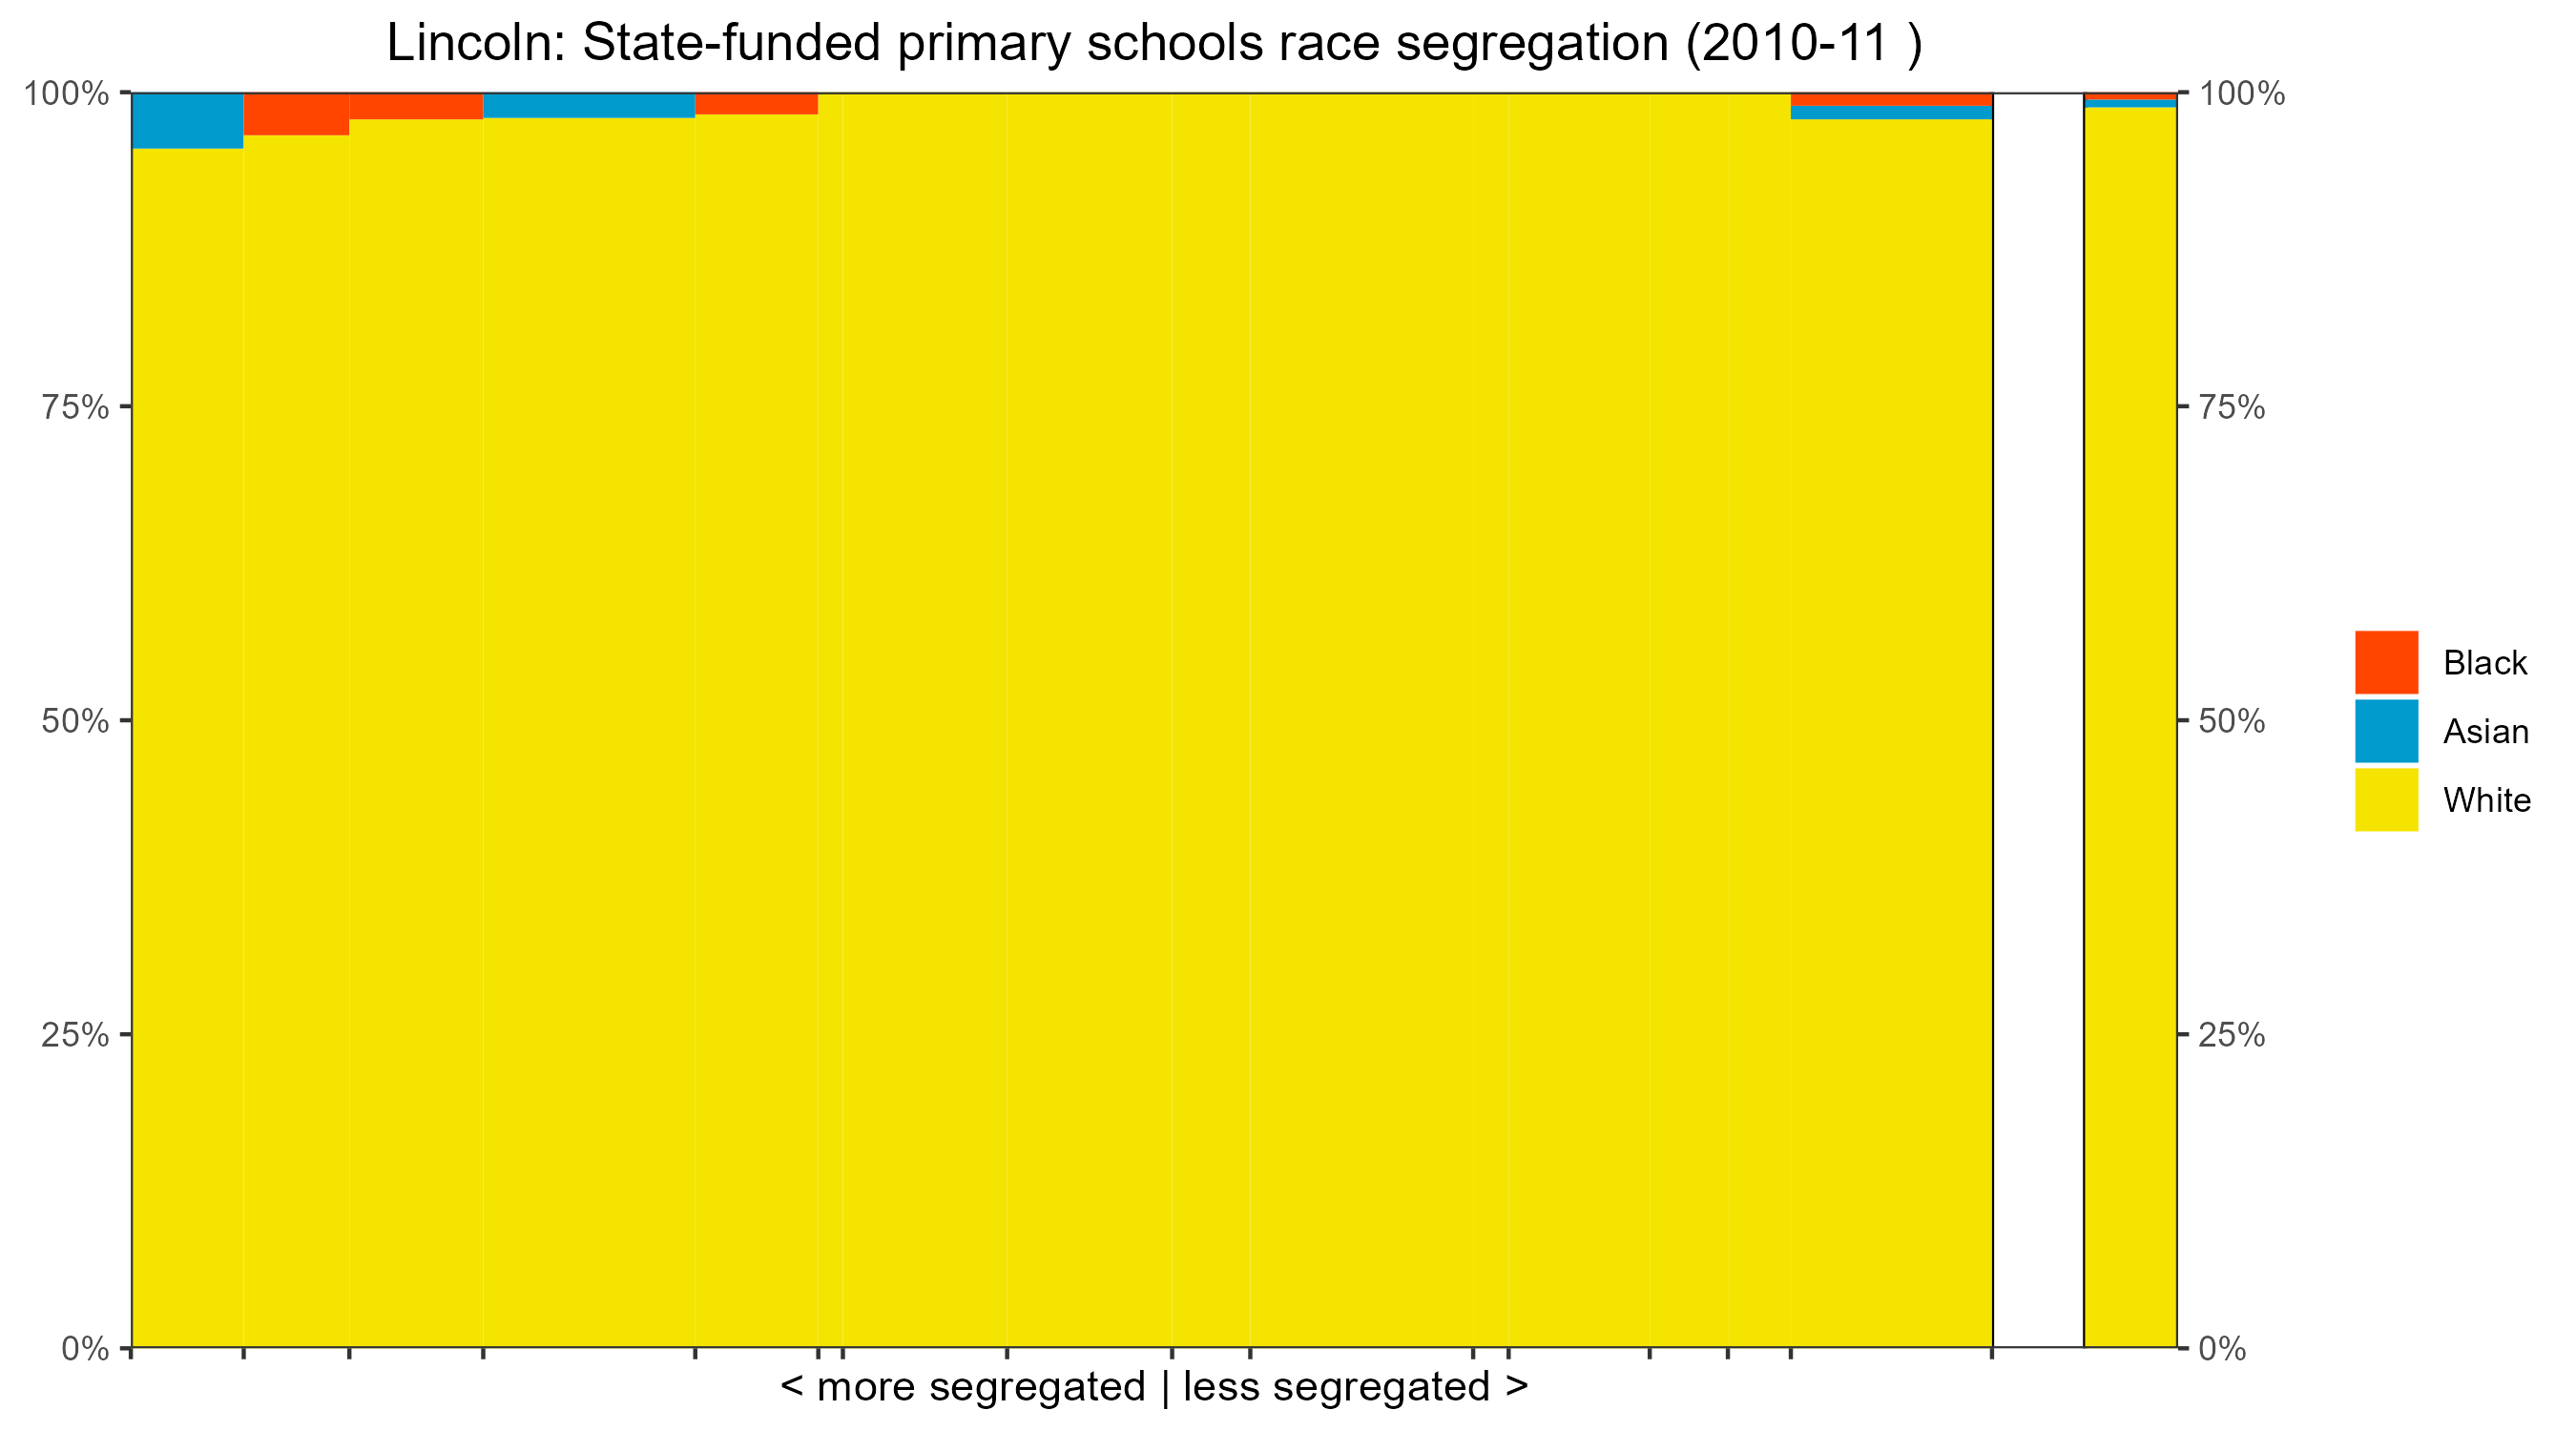 Lincoln: State-funded primary schools race segregation (2010-11 )
100%
75%
50%
25%
0%
100%
75%
50%
25%
0%
Black
Asian
White
< more segregated | less segregated >